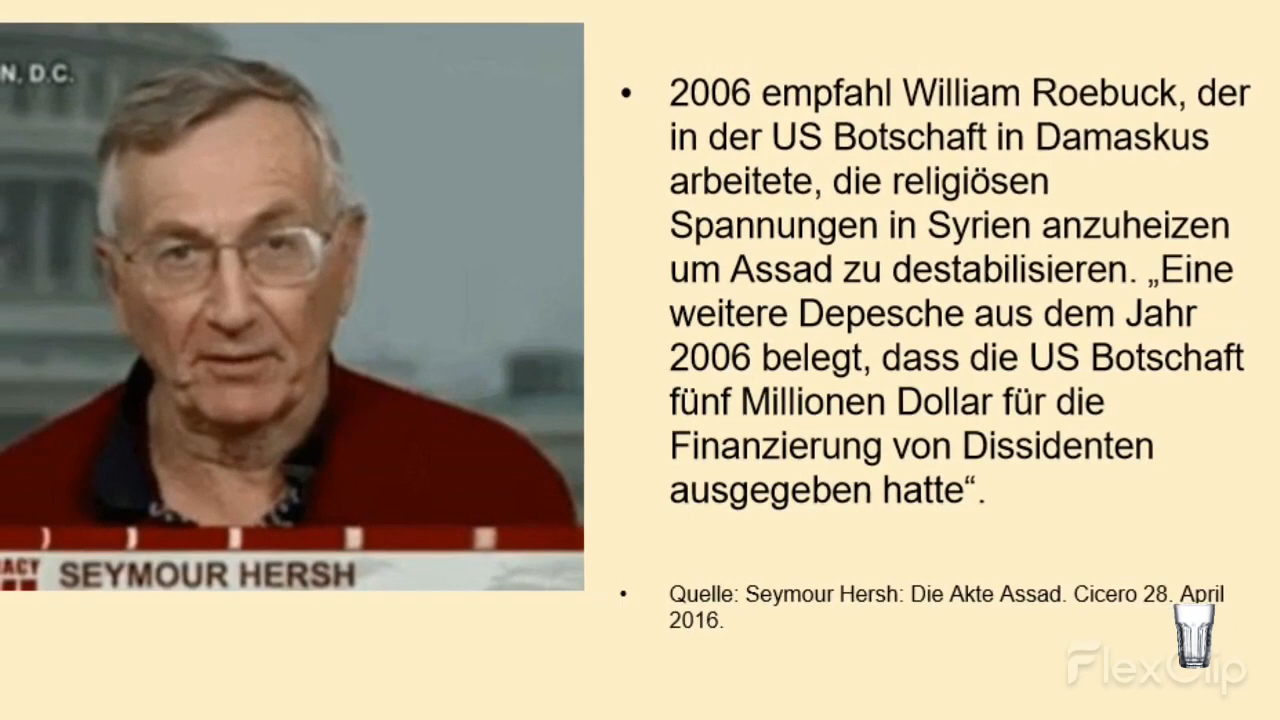 N, D.C.
ACY
SEYMOUR HERSH
• 2006 empfahl William Roebuck, der
in der US Botschaft in Damaskus
arbeitete, die religiösen
Spannungen in Syrien anzuheizen
um Assad zu destabilisieren. „Eine
weitere Depesche aus dem Jahr
2006 belegt, dass die US Botschaft
fünf Millionen Dollar für die
Finanzierung von Dissidenten
ausgegeben hatte“.
• Quelle: Seymour Hersh: Die Akte Assad. Cicero 28. April
2016.
FlexClip